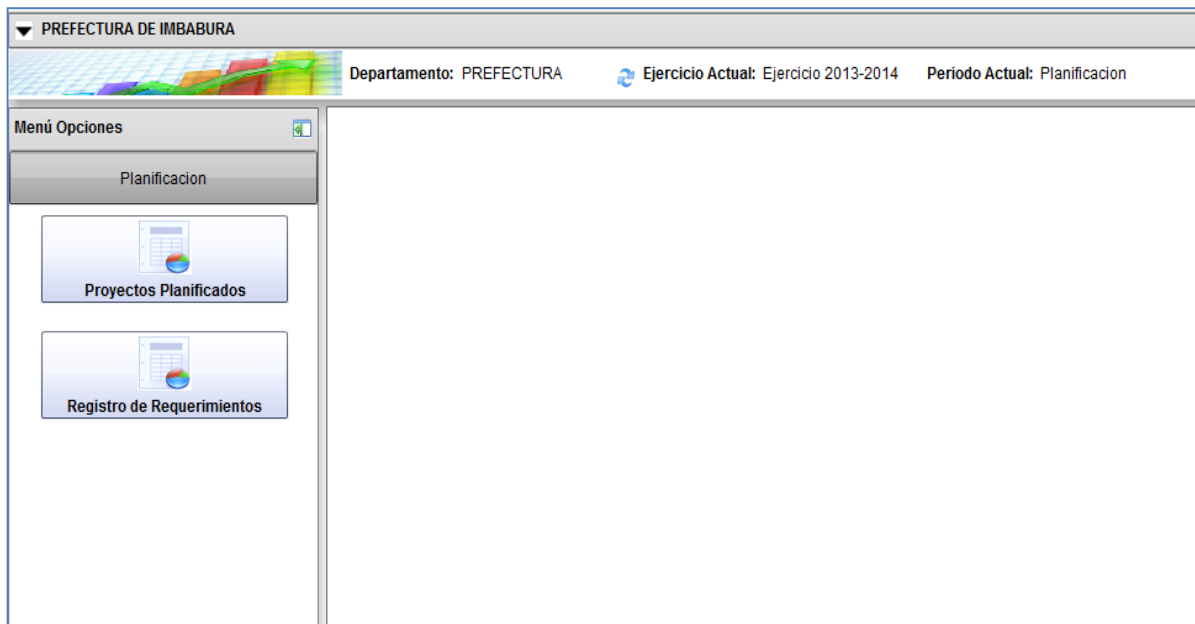 PREFECTURA DE IMBABURA
Departamento: PREFECTURA Ejercicio Actual: Ejercicio 2013-2014 Periodo Actual: Planificacion
Menú Opciones
Planificacion
Proyectos Planificados
Registro de Requerimientos